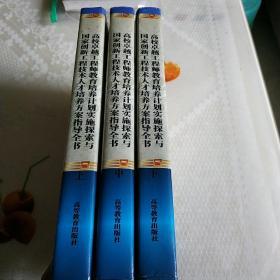 高校卓越工程师教育培养计划实施探索与
国家创新工程技术人才培养方案指导全书
上
高等教育出版社
高校卓越工程师教育培养计划实施探索与
国家创新工程技术人才培养方案指导全书
中
高等教育出版社
高校卓越工程师教育培养计划实施探索与
国家创新工程技术人才培养方案指导全书
下
高等教育出版社